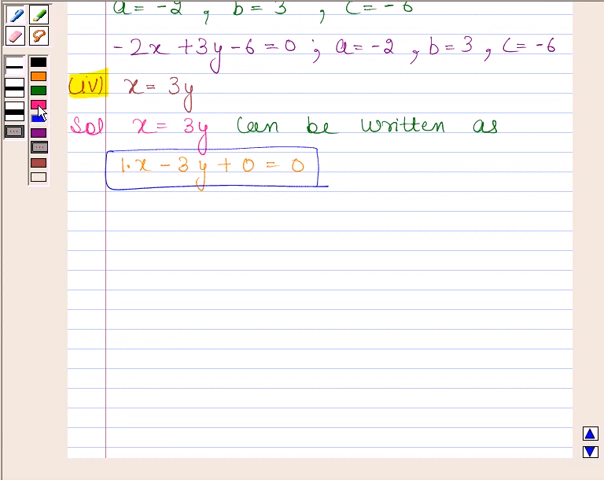 a = -2 , b = 3 , c = -6
-2x + 3y - 6 = 0 ; a = -2 , b = 3 , c = -6
(iv) x = 3y
Sol x = 3y can be written as
1.x - 3y + 0 = 0